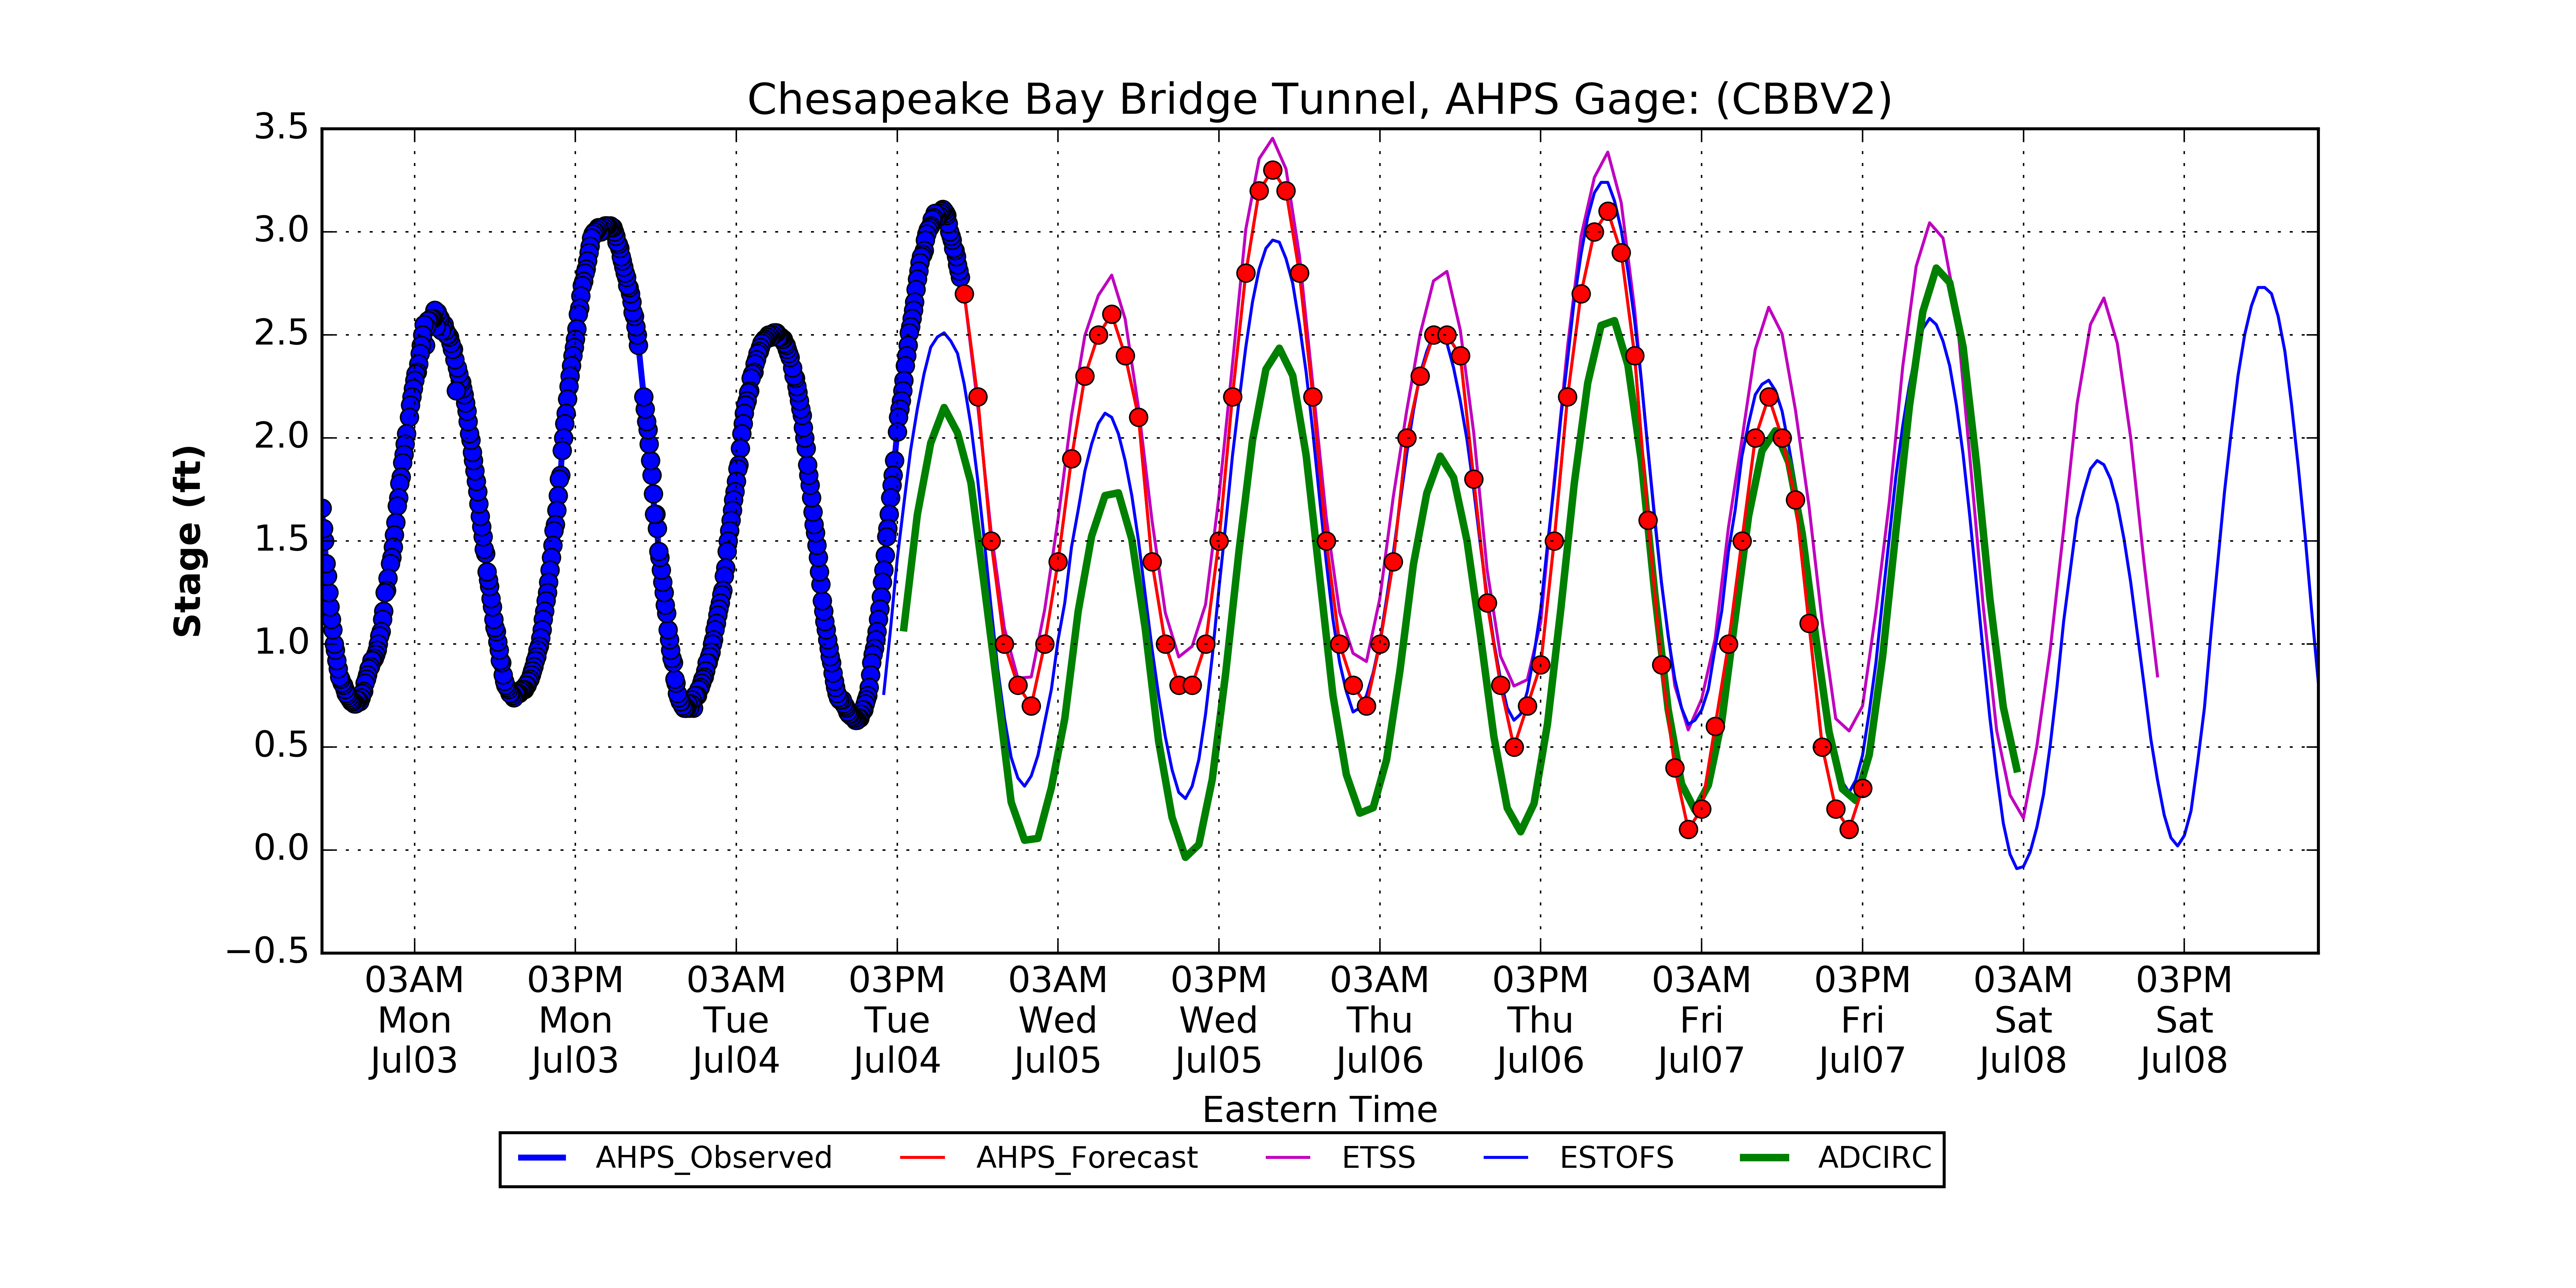 Chesapeake Bay Bridge Tunnel, AHPS Gage: (CBBV2)
3.5
3.0
2.5
2.0
1.5
1.0
0.5
0.0
−0.5
Stage (ft)
03AM 03PM 03AM 03PM 03AM 03PM 03AM 03PM 03AM 03PM 03AM 03PM
Mon Mon Tue Tue Wed Wed Thu Thu Fri Fri Sat Sat
Jul03 Jul03 Jul04 Jul04 Jul05 Jul05 Jul06 Jul06 Jul07 Jul07 Jul08 Jul08
Eastern Time
AHPS_Observed AHPS_Forecast ETSS ESTOFS ADCIRC